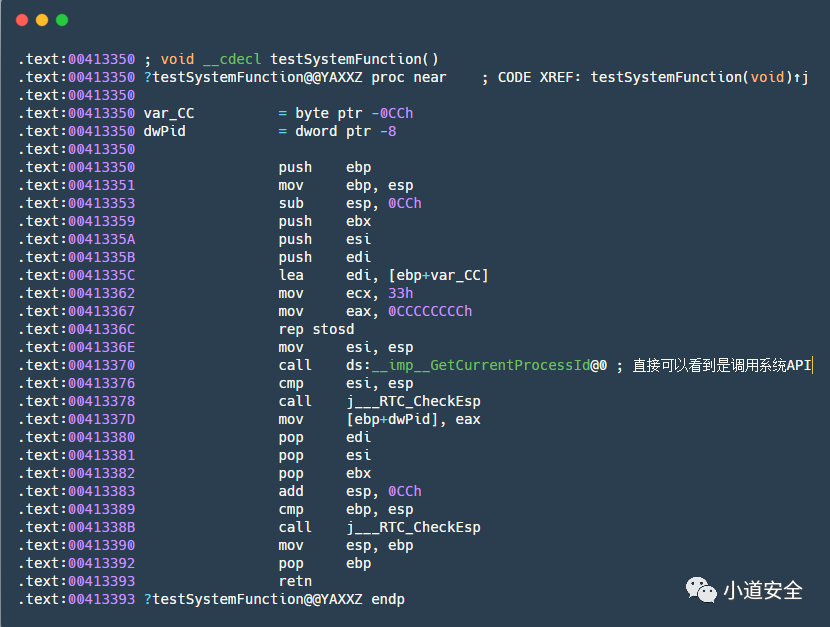 .text:00413350 ; void __cdecl testSystemFunction()
.text:00413350 ?testSystemFunction@@YAXXZ proc near    ; CODE XREF: testSystemFunction(void)↑j
.text:00413350
.text:00413350 var_CC          = byte ptr -0CCh
.text:00413350 dwPid           = dword ptr -8
.text:00413350
.text:00413350                 push    ebp
.text:00413351                 mov     ebp, esp
.text:00413353                 sub     esp, 0CCh
.text:00413359                 push    ebx
.text:0041335A                 push    esi
.text:0041335B                 push    edi
.text:0041335C                 lea     edi, [ebp+var_CC]
.text:00413362                 mov     ecx, 33h
.text:00413367                 mov     eax, 0CCCCCCCCh
.text:0041336C                 rep stosd
.text:0041336E                 mov     esi, esp
.text:00413370                 call    ds:__imp__GetCurrentProcessId@0 ; 直接可以看到是调用系统API
.text:00413376                 cmp     esi, esp
.text:00413378                 call    j___RTC_CheckEsp
.text:0041337D                 mov     [ebp+dwPid], eax
.text:00413380                 pop     edi
.text:00413381                 pop     esi
.text:00413382                 pop     ebx
.text:00413383                 add     esp, 0CCh
.text:00413389                 cmp     ebp, esp
.text:0041338B                 call    j___RTC_CheckEsp
.text:00413390                 mov     esp, ebp
.text:00413392                 pop     ebp
.text:00413393                 retn
.text:00413393 ?testSystemFunction@@YAXXZ endp
小道安全